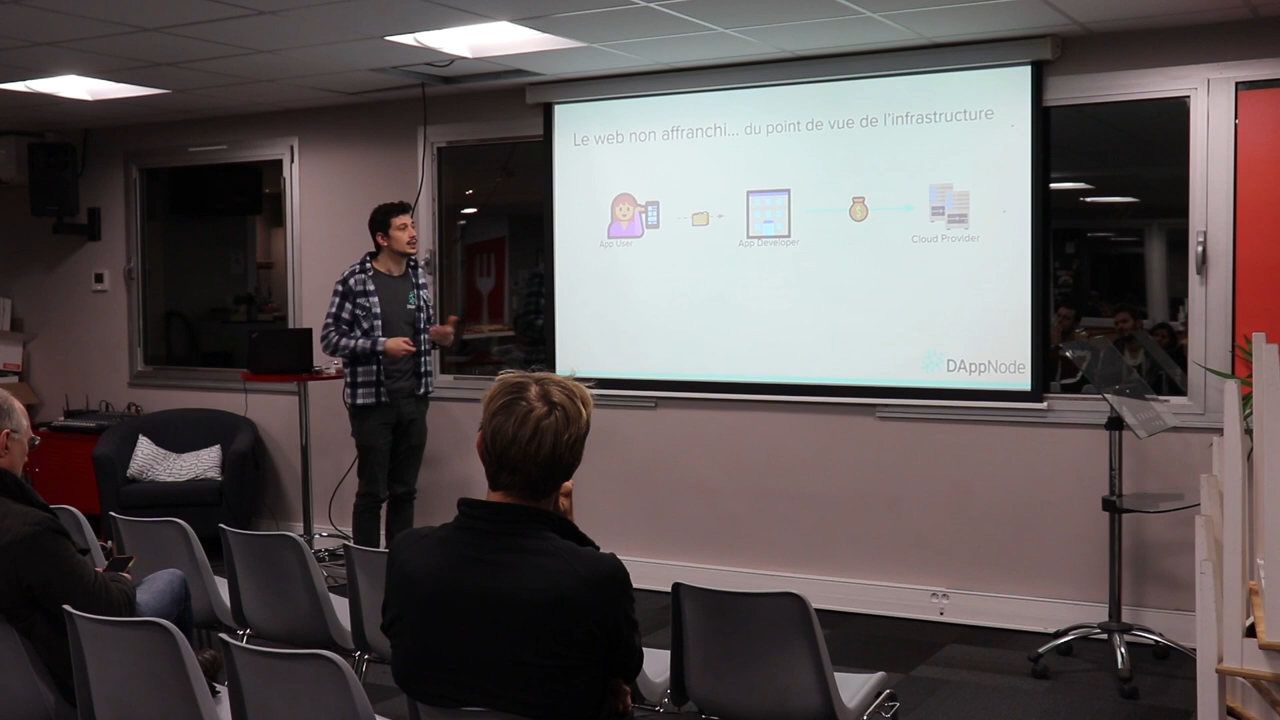 Le web non affranchi... du point de vue de l'infrastructure
App User
App Developer
Cloud Provider
DAppNode